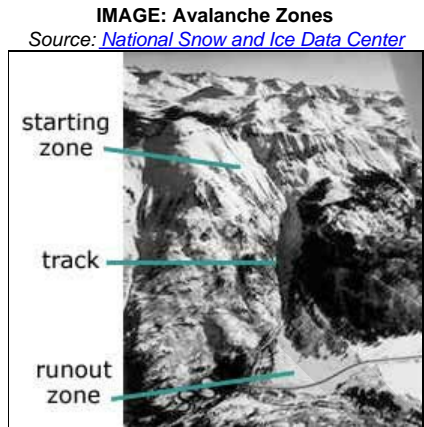 IMAGE: Avalanche Zones
Source: National Snow and Ice Data Center
starting
zone
track
runout
zone